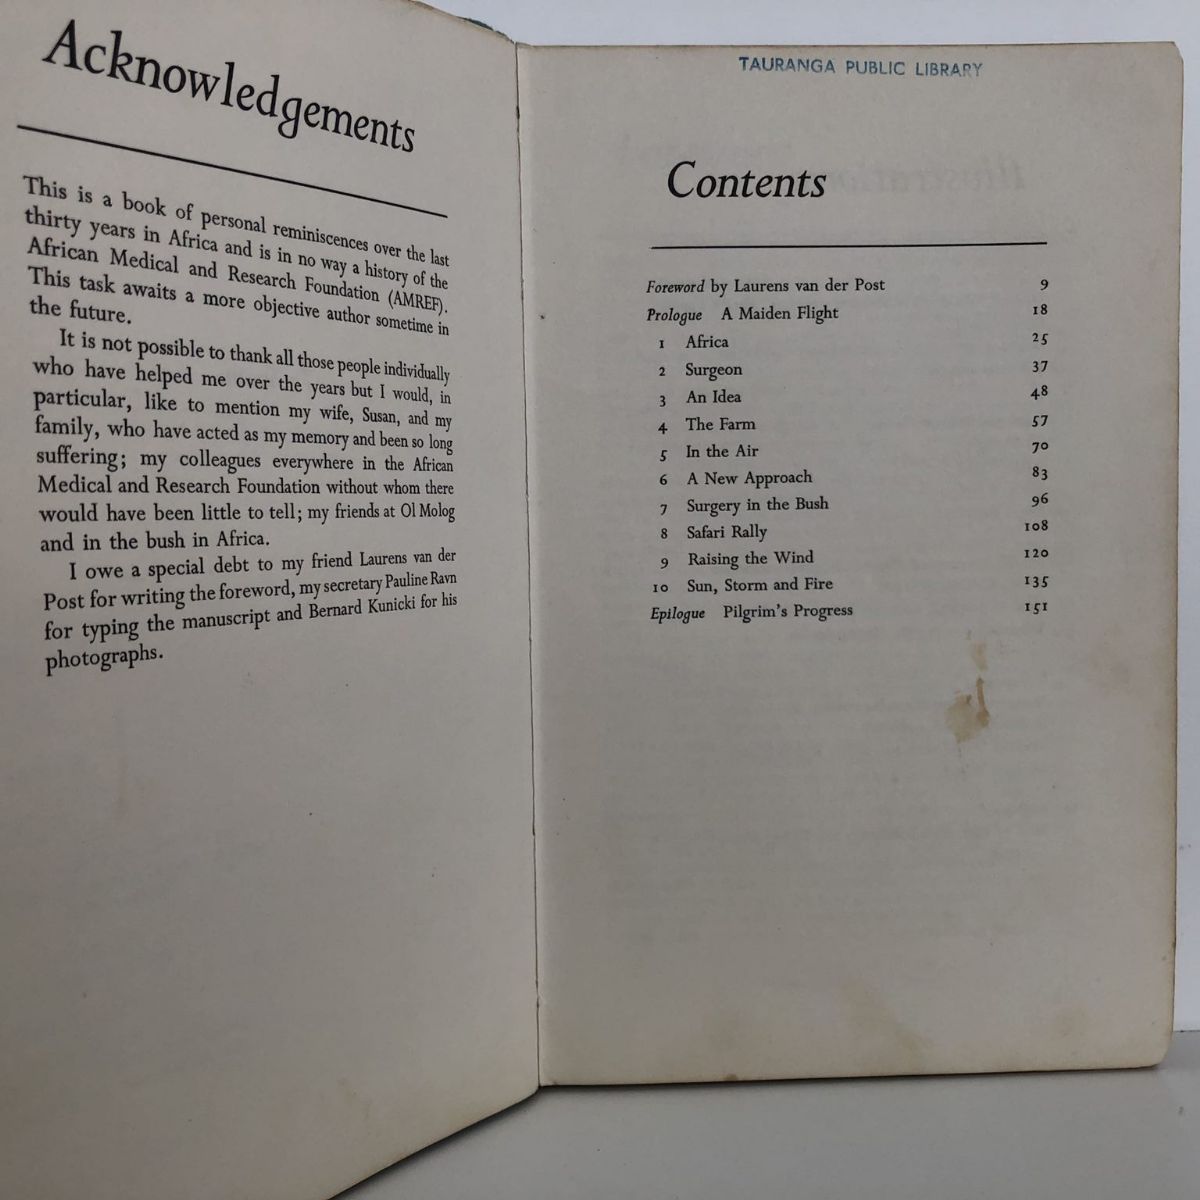 Acknowledgements
This is a book of personal reminiscences over the last
thirty years in Africa and is in no way a history of the
African Medical and Research Foundation (AMREF).
This task awaits a more objective author sometime in
the future.
It is not possible to thank all those people individually
who have helped me over the years but I would, in
particular, like to mention my wife, Susan, and my
family, who have acted as my memory and been so long
suffering; my colleagues everywhere in the African
Medical and Research Foundation without whom there
would have been little to tell; my friends at Ol Molog
and in the bush in Africa.
I owe a special debt to my friend Laurens van der
Post for writing the foreword, my secretary Pauline Ravn
for typing the manuscript and Bernard Kunicki for his
photographs.
TAURANGA PUBLIC LIBRARY
Contents
Foreword by Laurens van der Post 9
Prologue A Maiden Flight 18
1 Africa 25
2 Surgeon 37
3 An Idea 48
4 The Farm 57
5 In the Air 70
6 A New Approach 83
7 Surgery in the Bush 96
8 Safari Rally 108
9 Raising the Wind 120
10 Sun, Storm and Fire 135
Epilogue Pilgrim's Progress 151